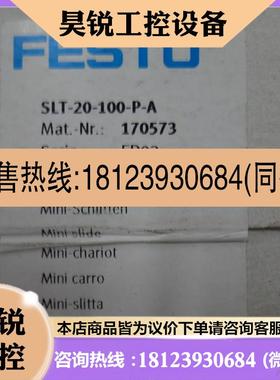 昊锐工控设备
FESTO
SLT-20-100-P-A
Mat.-Nr.: 170573
售热线:18123930684(同
Mini-Schlitten
Mini-slide
Mini-chariot
Mini carro
Mini-slitta
锐
本店商品皆为议价下单前请咨询客服
控
咨询热线:18123930684 (微